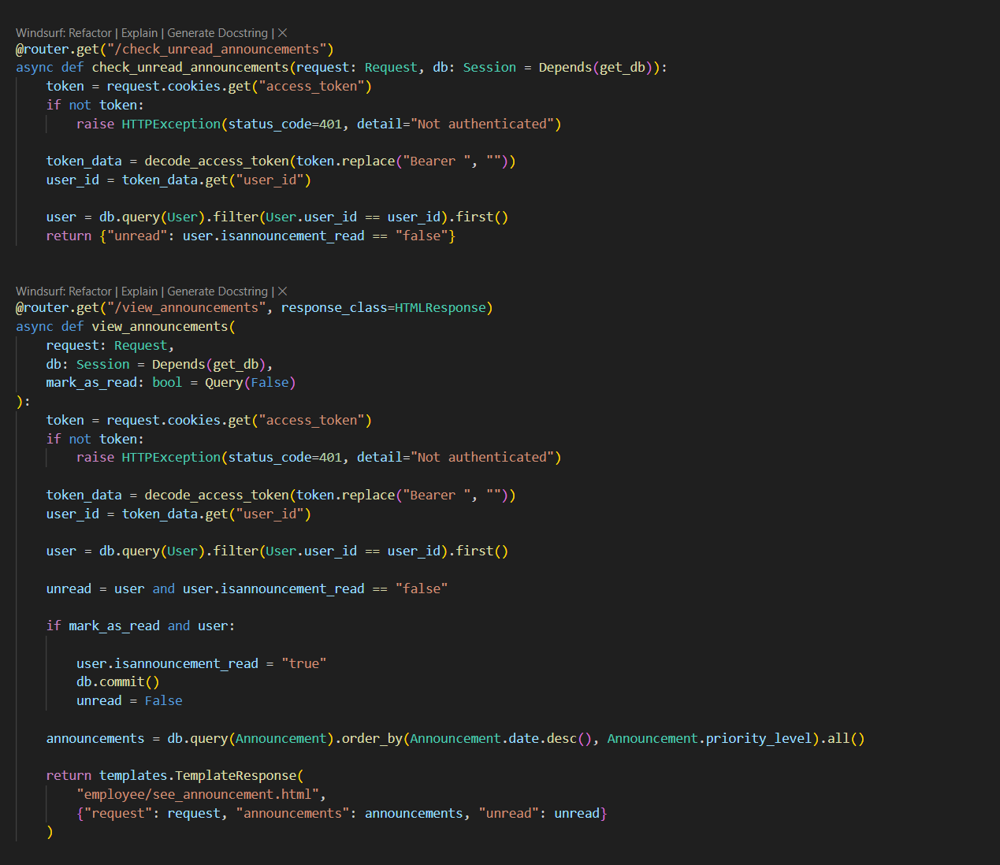 Windsurf: Refactor | Explain | Generate Docstring | ×
@router.get("/check_unread_announcements")
async def check_unread_announcements(request: Request, db: Session = Depends(get_db)):
    token = request.cookies.get("access_token")
    if not token:
        raise HTTPException(status_code=401, detail="Not authenticated")
    token_data = decode_access_token(token.replace("Bearer ", ""))
    user_id = token_data.get("user_id")
    user = db.query(User).filter(User.user_id == user_id).first()
    return {"unread": user.isannouncement_read == "false"}
Windsurf: Refactor | Explain | Generate Docstring | ×
@router.get("/view_announcements", response_class=HTMLResponse)
async def view_announcements(
    request: Request,
    db: Session = Depends(get_db),
    mark_as_read: bool = Query(False)
):
    token = request.cookies.get("access_token")
    if not token:
        raise HTTPException(status_code=401, detail="Not authenticated")
    token_data = decode_access_token(token.replace("Bearer ", ""))
    user_id = token_data.get("user_id")
    user = db.query(User).filter(User.user_id == user_id).first()
    unread = user and user.isannouncement_read == "false"
    if mark_as_read and user:
        user.isannouncement_read = "true"
        db.commit()
        unread = False
    announcements = db.query(Announcement).order_by(Announcement.date.desc(), Announcement.priority_level).all()
    return templates.TemplateResponse(
        "employee/see_announcement.html",
        {"request": request, "announcements": announcements, "unread": unread}
    )